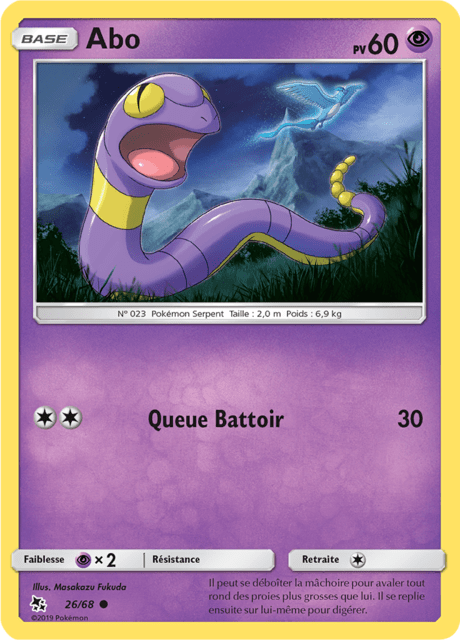 BASE Abo PV 60
N° 023 Pokémon Serpent Taille : 2,0 m Poids : 6,9 kg
Queue Battoir 30
Faiblesse × 2 Résistance Retraite
Illus. Masakazu Fukuda
26/68
©2019 Pokémon
Il peut se déboîter la mâchoire pour avaler tout
rond des proies plus grosses que lui. Il se replie
ensuite sur lui-même pour digérer.